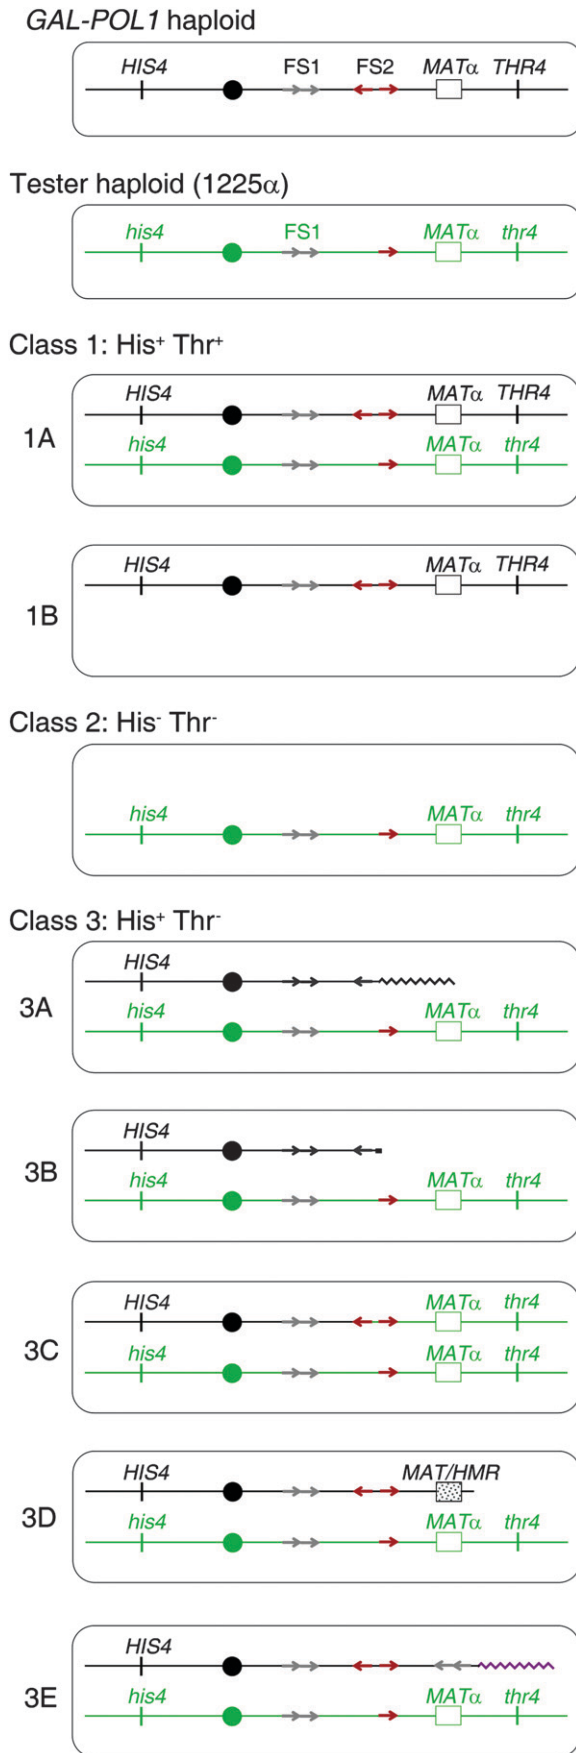 GAL-POL1 haploid
HIS4 FS1 FS2 MATα THR4
Tester haploid (1225α)
his4 FS1 MATα thr4
Class 1: His⁺ Thr⁺
HIS4 MATα THR4
1A
his4 MATα thr4
HIS4 MATα THR4
1B
Class 2: His⁻ Thr⁻
his4 MATα thr4
Class 3: His⁺ Thr⁻
HIS4
3A
his4 MATα thr4
HIS4
3B
his4 MATα thr4
HIS4 MATα thr4
3C
his4 MATα thr4
HIS4 MAT/HMR
3D
his4 MATα thr4
HIS4
3E
his4 MATα thr4